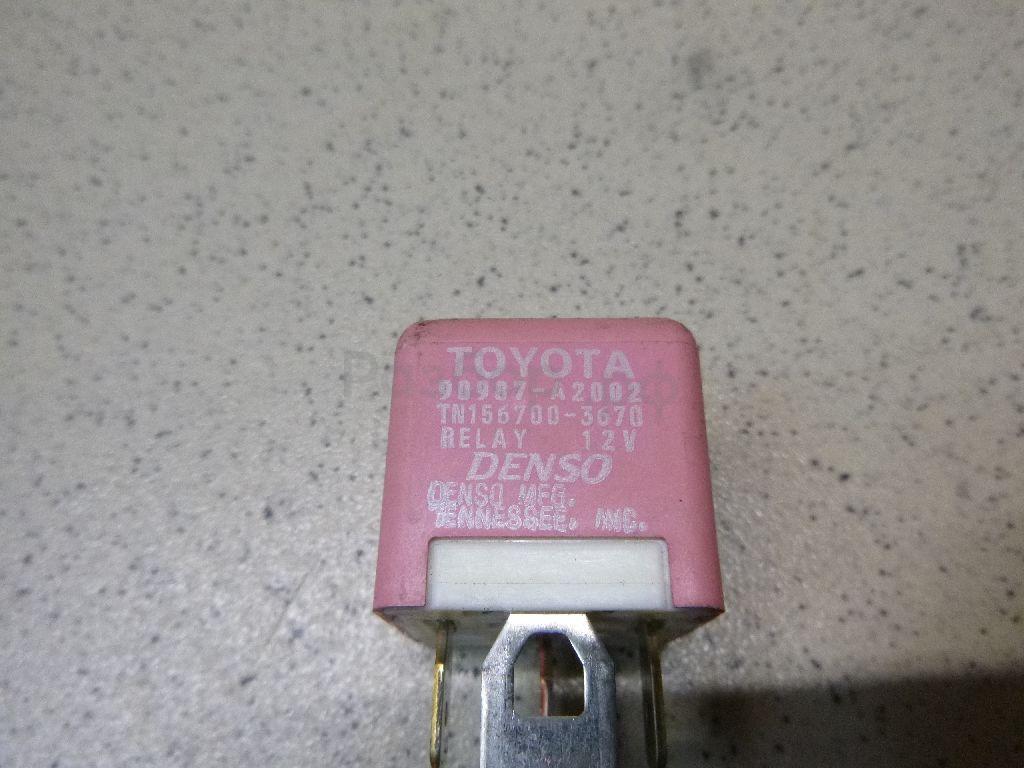 TOYOTA
90987-A2002
TN156700-3670
RELAY 12V
DENSO
DENSO MFG.
TENNESSEE, INC.